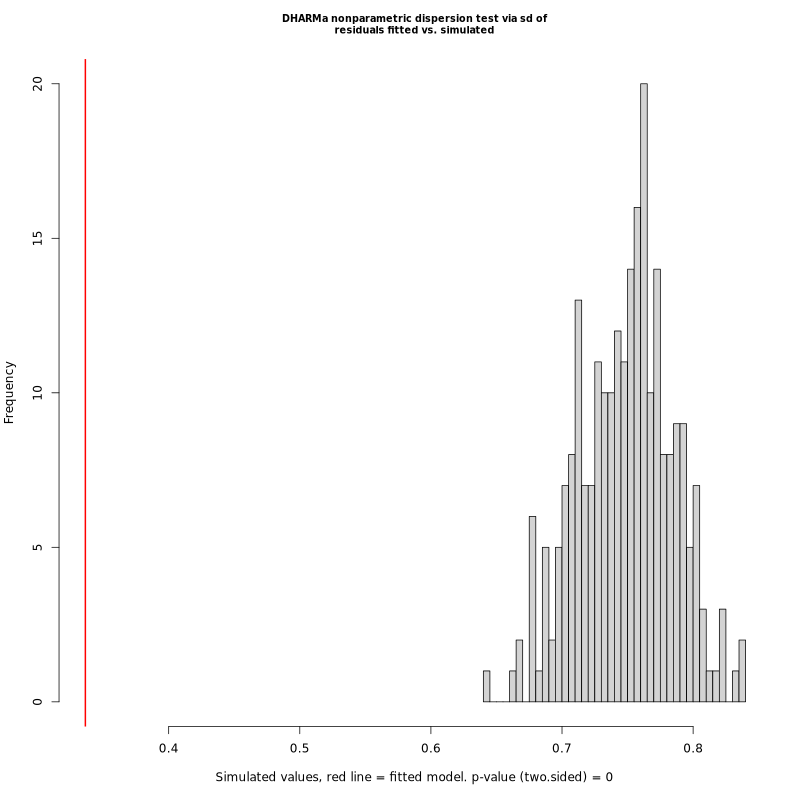 DHARMa nonparametric dispersion test via sd of
residuals fitted vs. simulated
Frequency
20
15
10
5
0
0.4
0.5
0.6
0.7
0.8
Simulated values, red line = fitted model. p-value (two.sided) = 0